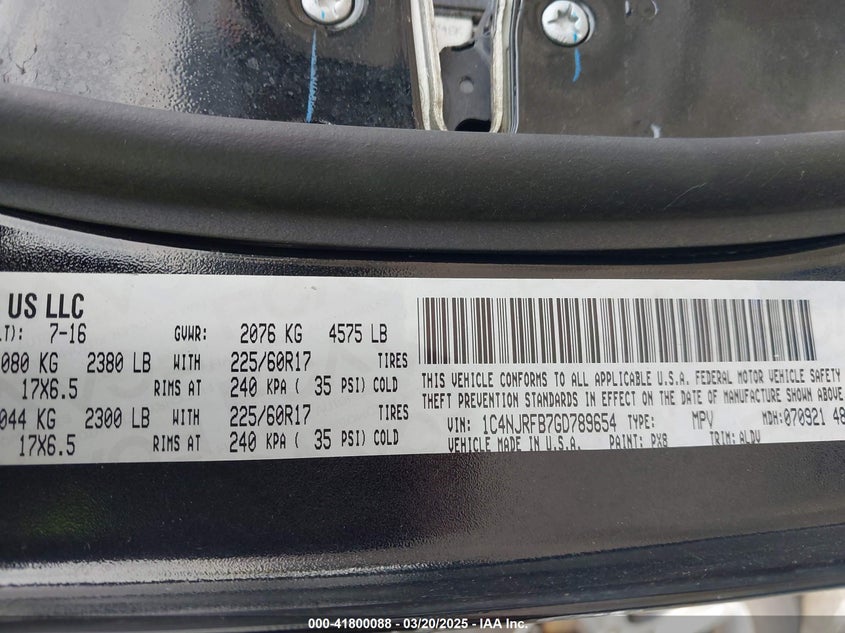 US LLC
LT): 7-16 GVWR: 2076 KG 4575 LB
080 KG 2380 LB WITH 225/60R17 TIRES
17X6.5 RIMS AT 240 KPA ( 35 PSI) COLD
044 KG 2300 LB WITH 225/60R17 TIRES
17X6.5 RIMS AT 240 KPA ( 35 PSI) COLD
THIS VEHICLE CONFORMS TO ALL APPLICABLE U.S.A. FEDERAL MOTOR VEHICLE SAFETY
THEFT PREVENTION STANDARDS IN EFFECT ON THE DATE OF MANUFACTURE SHOWN ABOVE.
VIN: 1C4NJRFB7GD789654 TYPE: MPV MDH: 070921 48
VEHICLE MADE IN U.S.A. PAINT: PX8 TRIM: ALDV
000-41800088 - 03/20/2025 - IAA Inc.